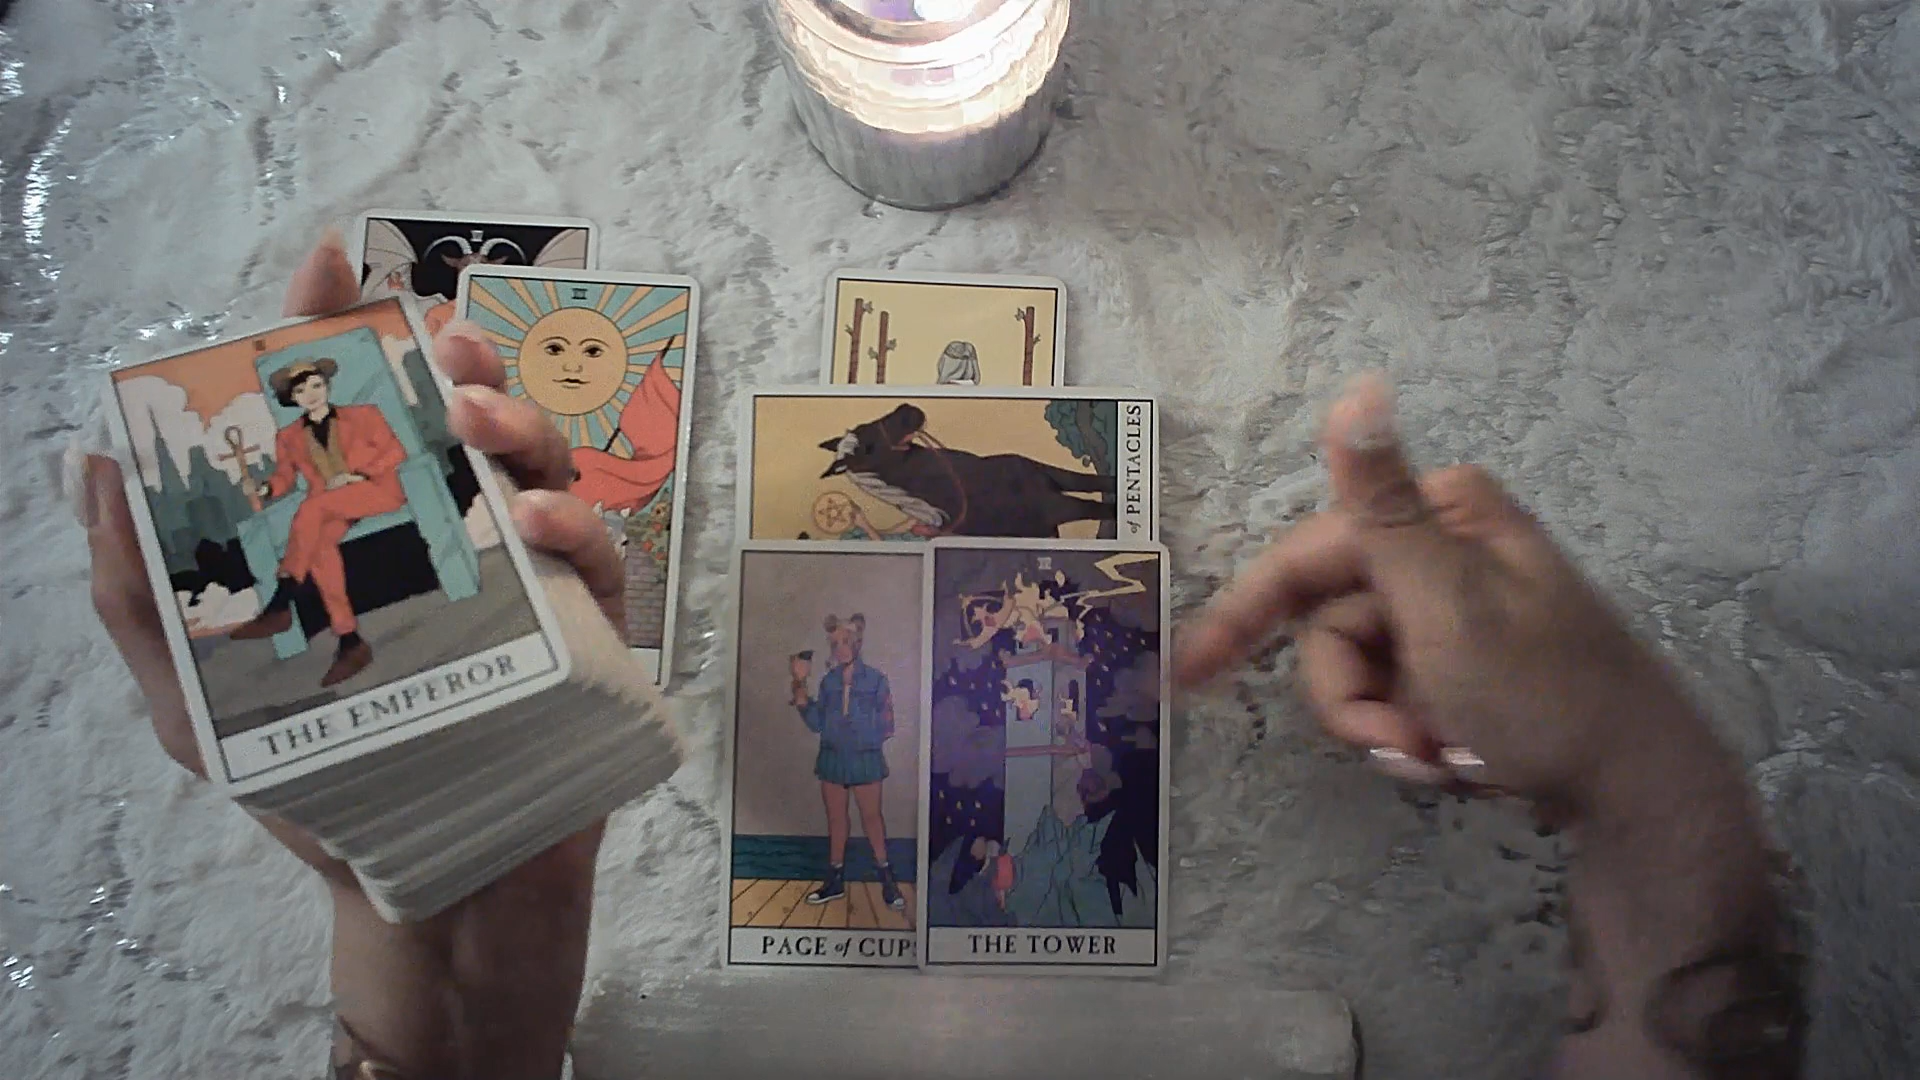 of PENTACLES
THE EMPEROR
PAGE of CUPS
THE TOWER